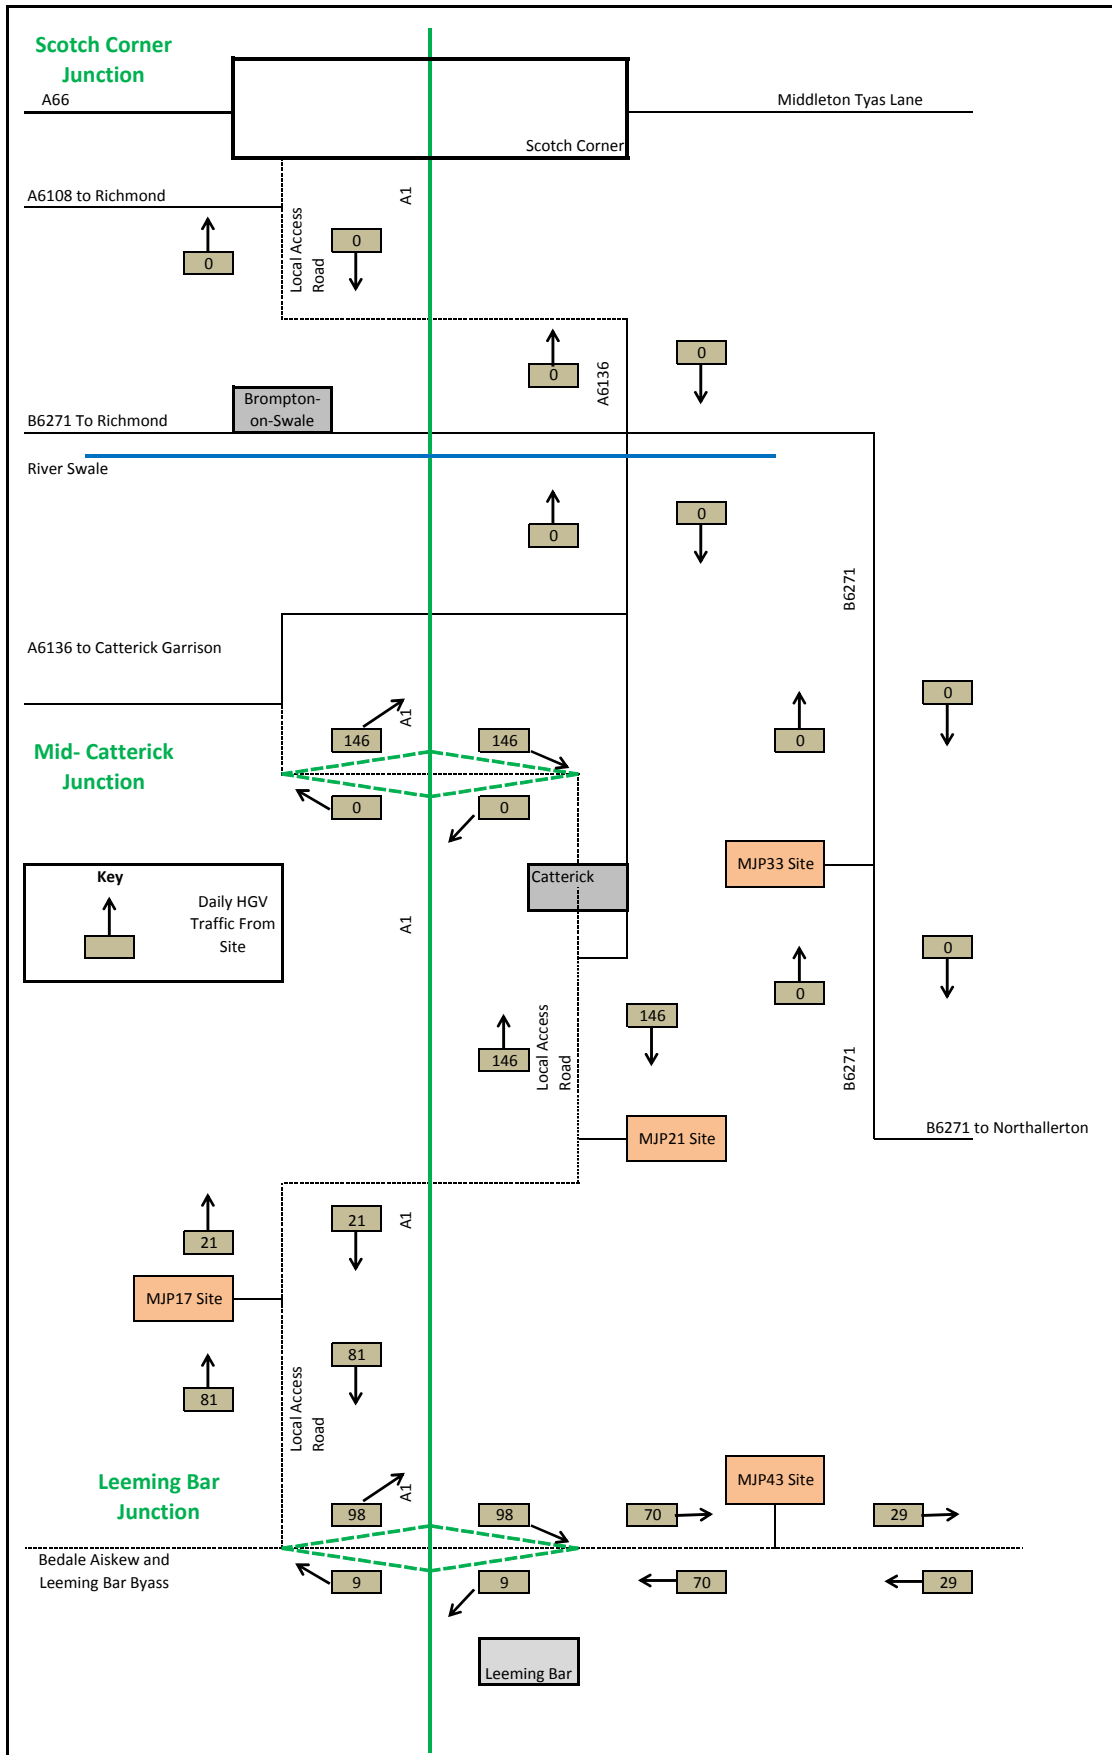 Scotch Corner
Junction
A66
Middleton Tyas Lane
Scotch Corner
A6108 to Richmond
A1
Local Access
Road
0
0
0
0
A6136
Brompton-
on-Swale
B6271 To Richmond
River Swale
0
0
B6271
A6136 to Catterick Garrison
0
0
A1
146
146
Mid- Catterick
Junction
0
0
MJP33 Site
Catterick
Key
Daily HGV
Traffic From
Site
A1
0
0
Local Access
Road
146
146
B6271
MJP21 Site
B6271 to Northallerton
21
21
A1
MJP17 Site
81
81
Local Access
Road
Leeming Bar
Junction
A1
MJP43 Site
98
98
70
29
Bedale Aiskew and
Leeming Bar Byass
9
9
70
29
Leeming Bar